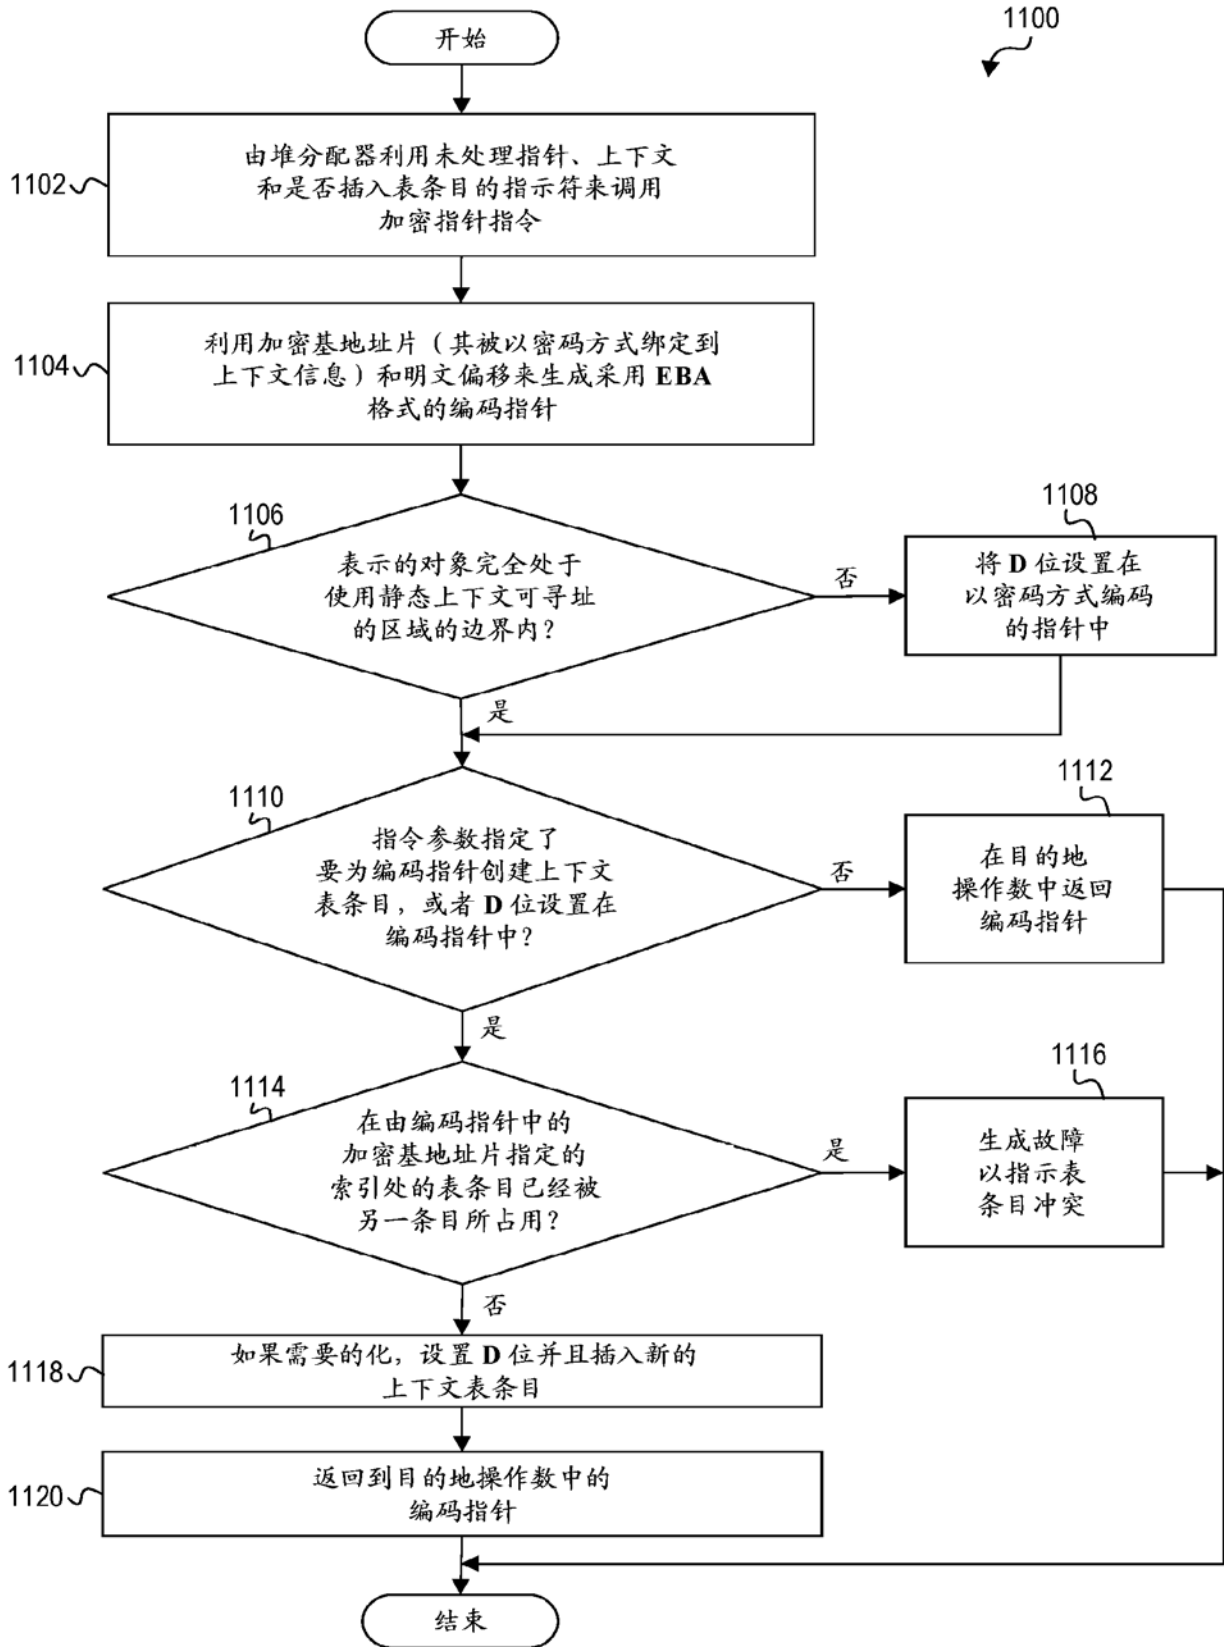 1100
开始
1102
由堆分配器利用未处理指针、上下文
和是否插入表条目的指示符来调用
加密指针指令
1104
利用加密基地址片（其被以密码方式绑定到
上下文信息）和明文偏移来生成采用 EBA
格式的编码指针
1106
表示的对象完全处于
使用静态上下文可寻址
的区域的边界内？
否
1108
将 D 位设置在
以密码方式编码
的指针中
是
1110
指令参数指定了
要为编码指针创建上下文
表条目，或者 D 位设置在
编码指针中？
否
1112
在目的地
操作数中返回
编码指针
是
1114
在由编码指针中的
加密基地址片指定的
索引处的表条目已经被
另一条目所占用？
是
1116
生成故障
以指示表
条目冲突
否
1118
如果需要的化，设置 D 位并且插入新的
上下文表条目
1120
返回到目的地操作数中的
编码指针
结束